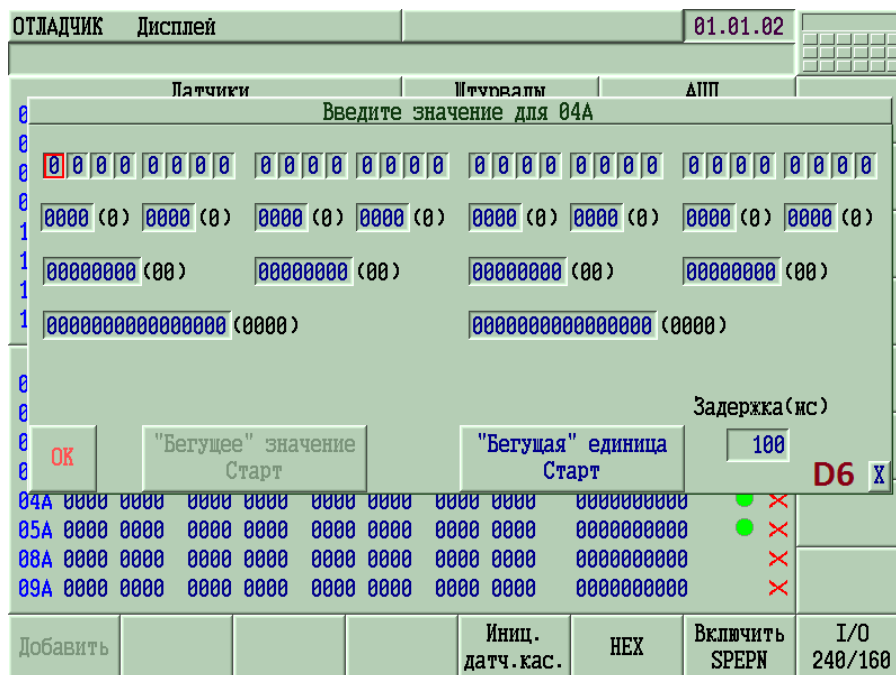 ОТЛАДЧИК Дисплей 01.01.02
Датчики Штурвалы АЦП
Введите значение для 04A
0 0 0 0 0 0 0 0 0 0 0 0 0 0 0 0 0 0 0 0 0 0 0 0 0 0 0 0 0 0 0 0
0000 (0) 0000 (0) 0000 (0) 0000 (0) 0000 (0) 0000 (0) 0000 (0) 0000 (0)
00000000 (00) 00000000 (00) 00000000 (00) 00000000 (00)
0000000000000000 (0000) 0000000000000000 (0000)
Задержка(мс)
OK "Бегущее" значение "Бегущая" единица 100
Старт Старт D6 X
04A 0000 0000 0000 0000 0000 0000 0000 0000 0000000000
05A 0000 0000 0000 0000 0000 0000 0000 0000 0000000000
08A 0000 0000 0000 0000 0000 0000 0000 0000 0000000000
09A 0000 0000 0000 0000 0000 0000 0000 0000 0000000000
Добавить Иниц. HEX Включить I/O
датч.кас. SPEPN 240/160